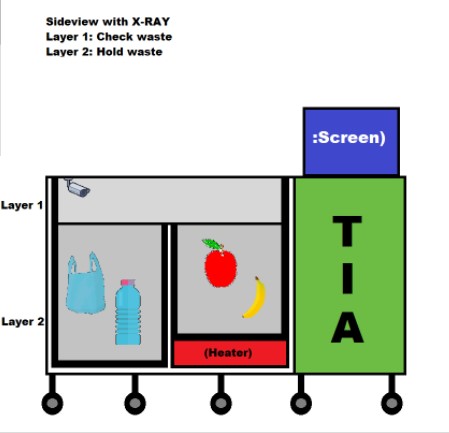 Sideview with X-RAY
Layer 1: Check waste
Layer 2: Hold waste
:Screen)
Layer 1
T
I
A
Layer 2
(Heater)